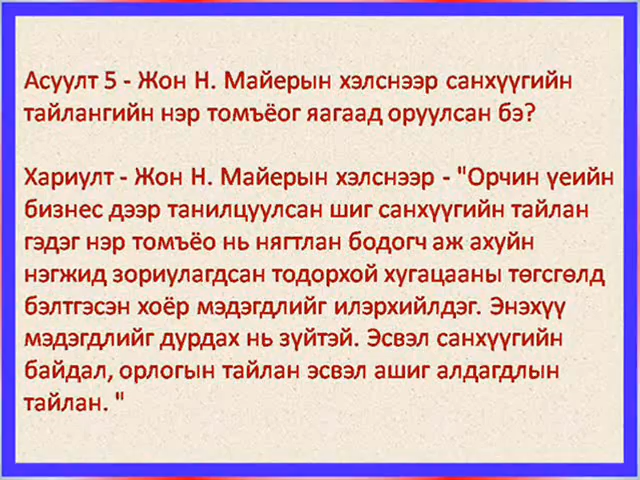 Асуулт 5 - Жон Н. Майерын хэлснээр санхүүгийн
тайлангийн нэр томъёог яагаад оруулсан бэ?
Хариулт - Жон Н. Майерын хэлснээр - "Орчин үеийн
бизнес дээр танилцуулсан шиг санхүүгийн тайлан
гэдэг нэр томъёо нь нягтлан бодогч аж ахуйн
нэгжид зориулагдсан тодорхой хугацааны төгсгөлд
бэлтгэсэн хоёр мэдэгдлийг илэрхийлдэг. Энэхүү
мэдэгдлийг дурдах нь зүйтэй. Эсвэл санхүүгийн
байдал, орлогын тайлан эсвэл ашиг алдагдлын
тайлан. "